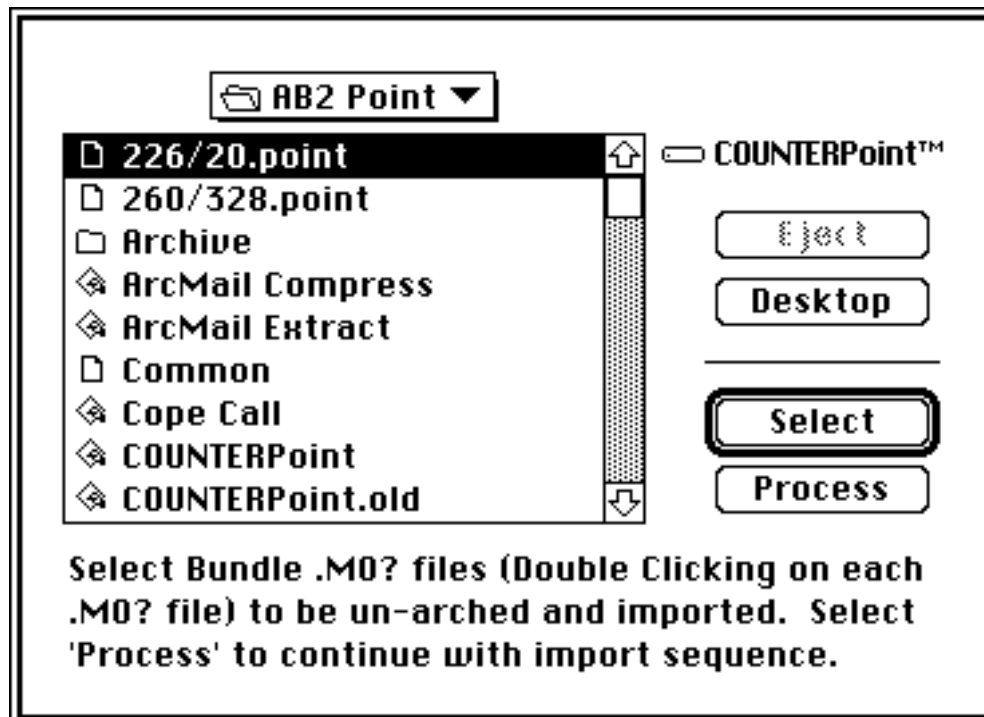 AB2 Point
226/20.point
260/328.point
Archive
ArcMail Compress
ArcMail Extract
Common
Cope Call
COUNTERPoint
COUNTERPoint.old
COUNTERPoint™
Eject
Desktop
Select
Process
Select Bundle .M0? files (Double Clicking on each
.M0? file) to be un-arched and imported.  Select
'Process' to continue with import sequence.